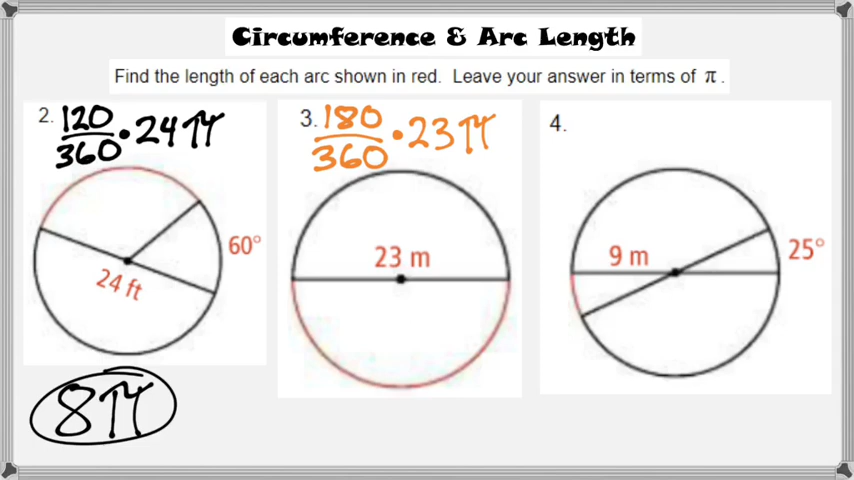 Circumference & Arc Length
Find the length of each arc shown in red. Leave your answer in terms of π.
2. 120/360 • 24π
60°
24 ft
8π
3. 180/360 • 23π
23 m
4.
9 m
25°